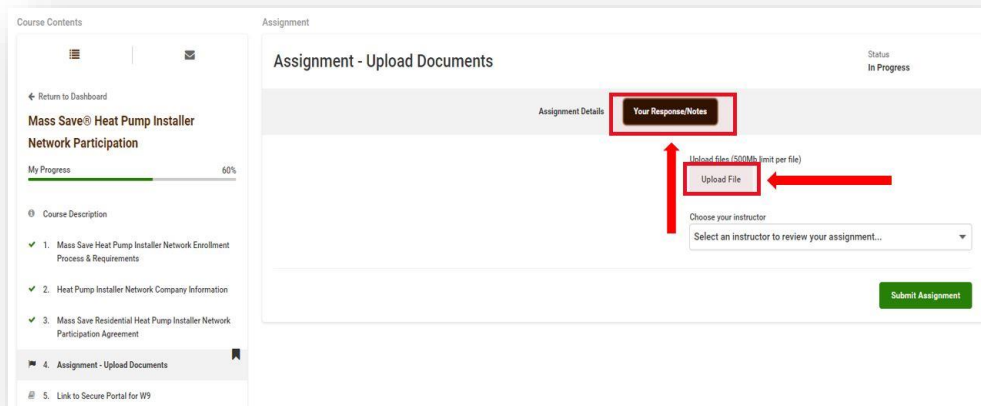 Course Contents
Assignment
Return to Dashboard
Mass Save® Heat Pump Installer
Network Participation
My Progress 60%
Course Description
1. Mass Save Heat Pump Installer Network Enrollment
Process & Requirements
2. Heat Pump Installer Network Company Information
3. Mass Save Residential Heat Pump Installer Network
Participation Agreement
4. Assignment - Upload Documents
5. Link to Secure Portal for W9
Assignment - Upload Documents
Status
In Progress
Assignment Details Your Response/Notes
Upload files (500Mb limit per file)
Upload File
Choose your instructor
Select an instructor to review your assignment...
Submit Assignment